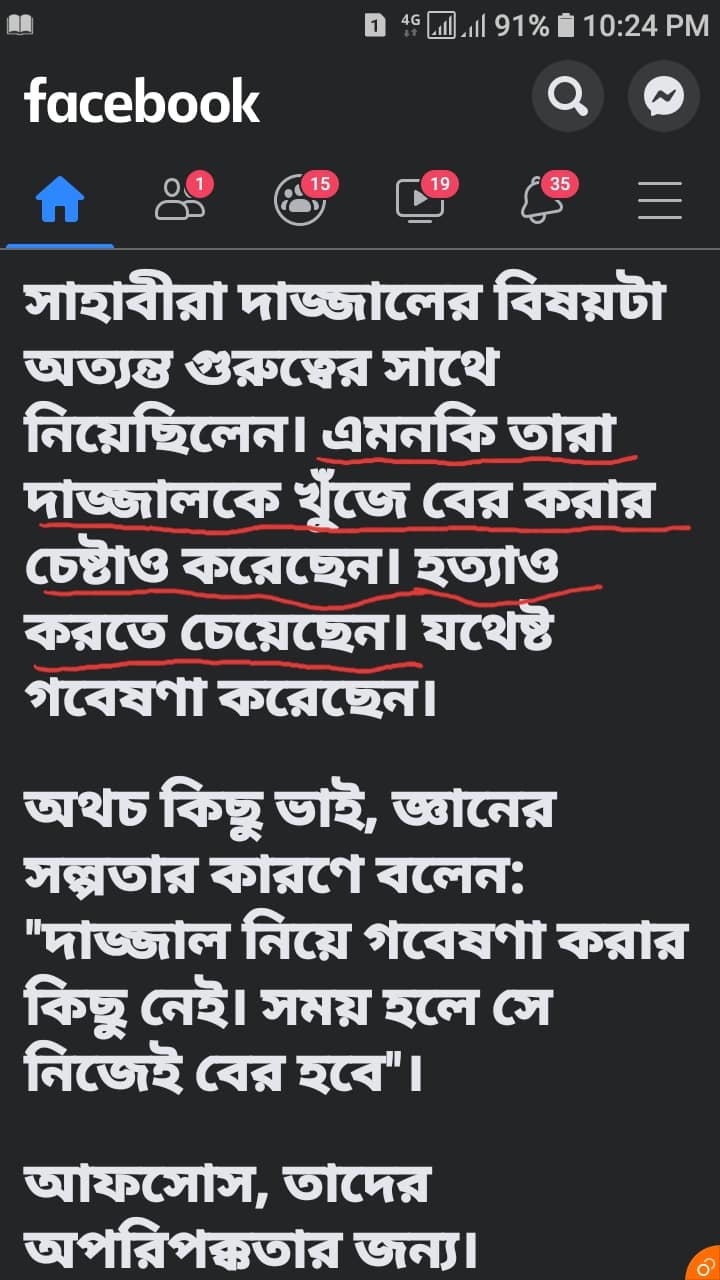 1 4G 91% 10:24 PM
facebook
1 15 19 35
সাহাবীরা দাজ্জালের বিষয়টা
অত্যন্ত গুরুত্বের সাথে
নিয়েছিলেন। এমনকি তারা
দাজ্জালকে খুঁজে বের করার
চেষ্টাও করেছেন। হত্যাও
করতে চেয়েছেন। যথেষ্ট
গবেষণা করেছেন।
অথচ কিছু ভাই, জ্ঞানের
সল্পতার কারণে বলেন:
"দাজ্জাল নিয়ে গবেষণা করার
কিছু নেই। সময় হলে সে
নিজেই বের হবে"।
আফসোস, তাদের
অপরিপক্কতার জন্য।